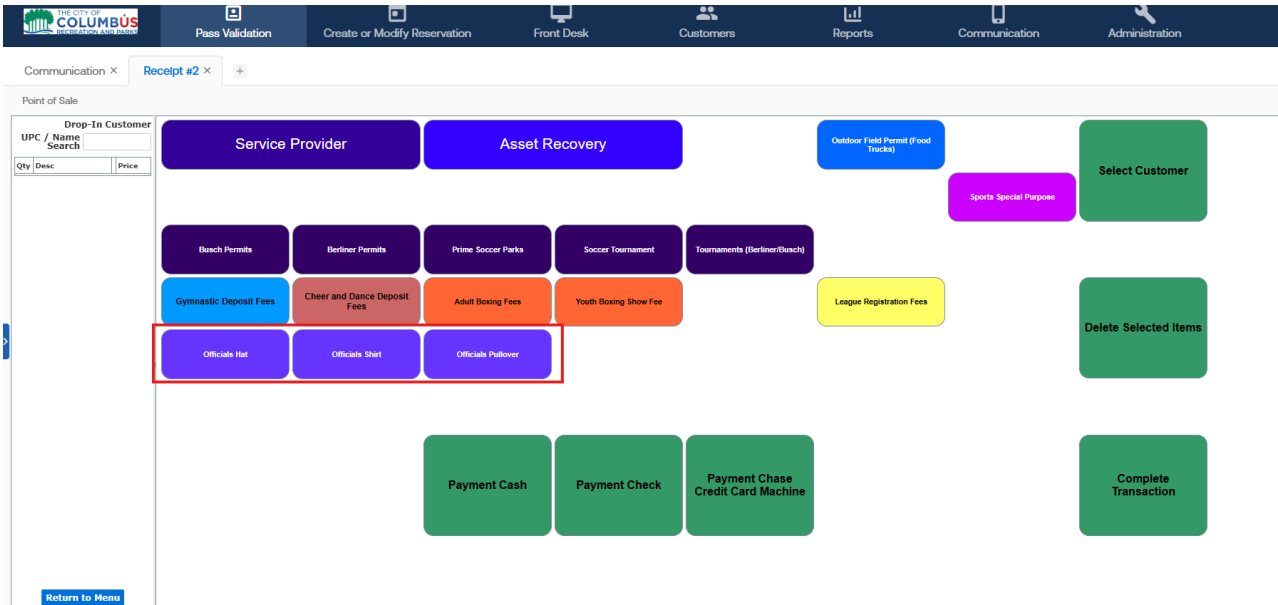 THE CITY OF
COLUMBUS
RECREATION AND PARKS
Pass Validation
Create or Modify Reservation
Front Desk
Customers
Reports
Communication
Administration
Communication ×
Receipt #2 ×
+
Point of Sale
Drop-In Customer
UPC / Name
Search
Qty Desc Price
Service Provider
Asset Recovery
Outdoor Field Permit (Food
Trucks)
Select Customer
Sports Special Purpose
Busch Permits
Berliner Permits
Prime Soccer Parks
Soccer Tournament
Tournaments (Berliner/Busch)
Gymnastic Deposit Fees
Cheer and Dance Deposit
Fees
Adult Boxing Fees
Youth Boxing Show Fee
League Registration Fees
Delete Selected Items
Officials Hat
Officials Shirt
Officials Pullover
Payment Cash
Payment Check
Payment Chase
Credit Card Machine
Complete
Transaction
Return to Menu